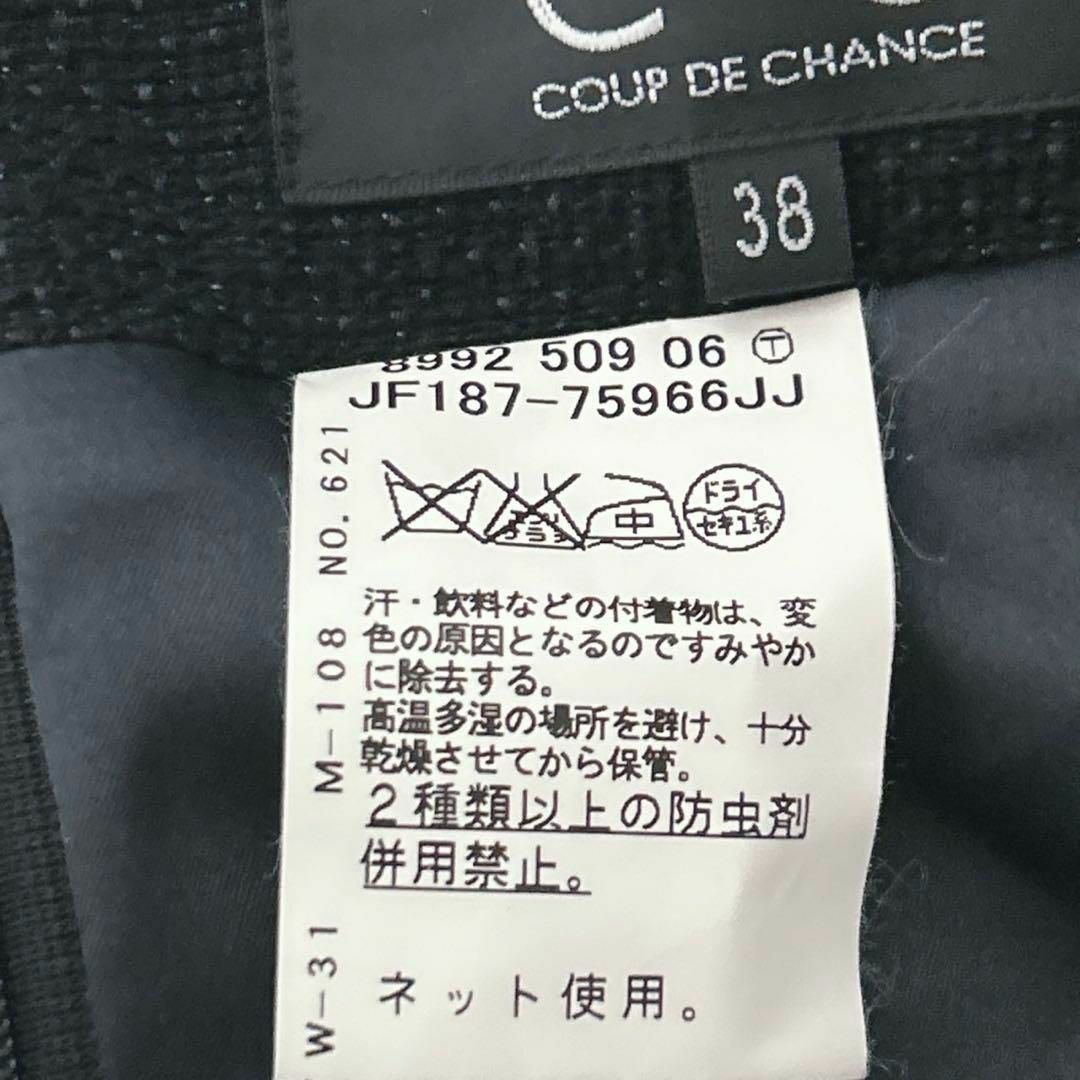 COUP DE CHANCE
38
8992 509 06 Ⓣ
JF187-75966JJ
中
ドライ
セキユ系
汗・飲料などの付着物は、変
色の原因となるのですみやか
に除去する。
高温多湿の場所を避け、十分
乾燥させてから保管。
2種類以上の防虫剤
併用禁止。
ネット使用。
NO. 621
M-108
W-31